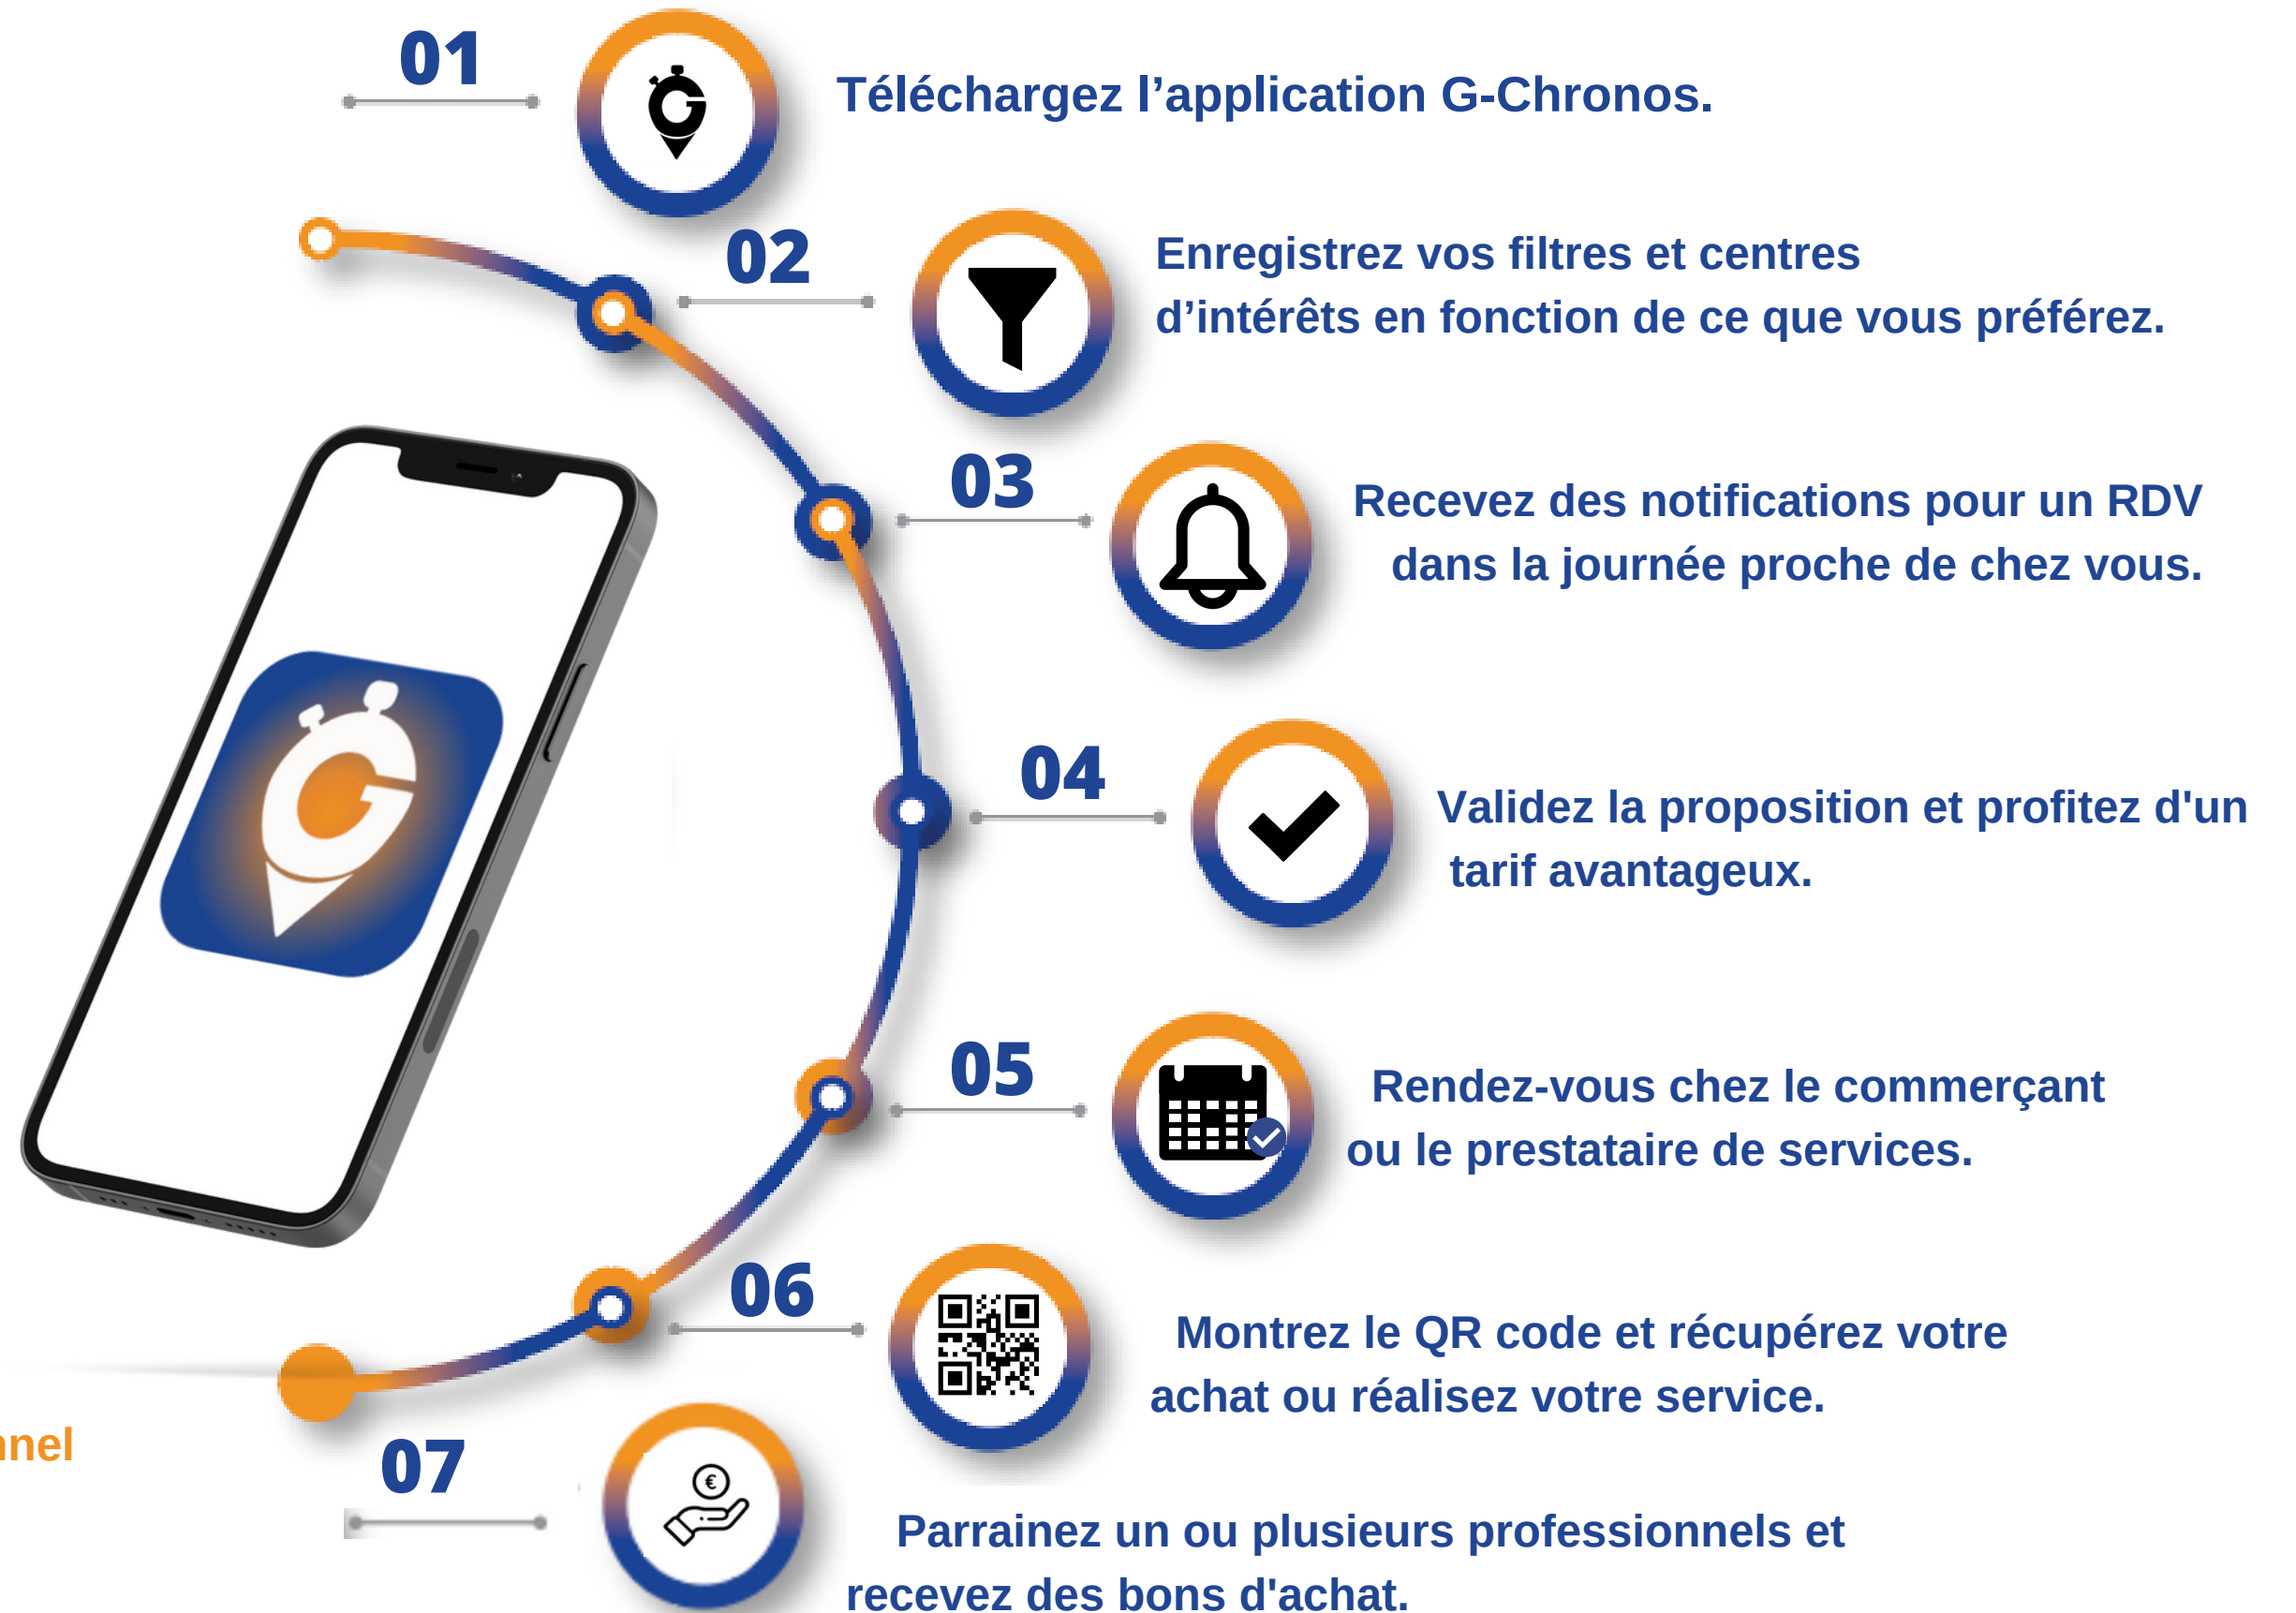 01
Téléchargez l’application G-Chronos.
02
Enregistrez vos filtres et centres
d’intérêts en fonction de ce que vous préférez.
03
Recevez des notifications pour un RDV
dans la journée proche de chez vous.
04
Validez la proposition et profitez d'un
tarif avantageux.
05
Rendez-vous chez le commerçant
ou le prestataire de services.
06
Montrez le QR code et récupérez votre
achat ou réalisez votre service.
07
Parrainez un ou plusieurs professionnels et
recevez des bons d'achat.